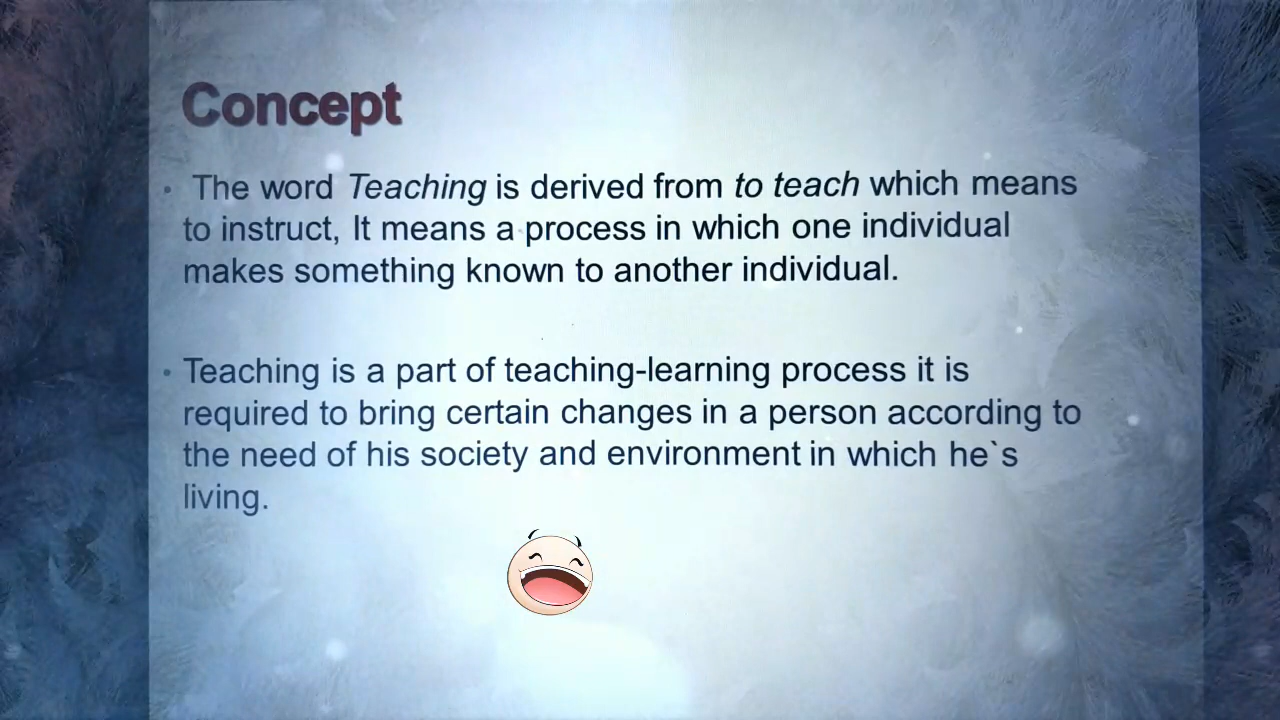 Concept
• The word Teaching is derived from to teach which means
to instruct, It means a process in which one individual
makes something known to another individual.
• Teaching is a part of teaching-learning process it is
required to bring certain changes in a person according to
the need of his society and environment in which he`s
living.